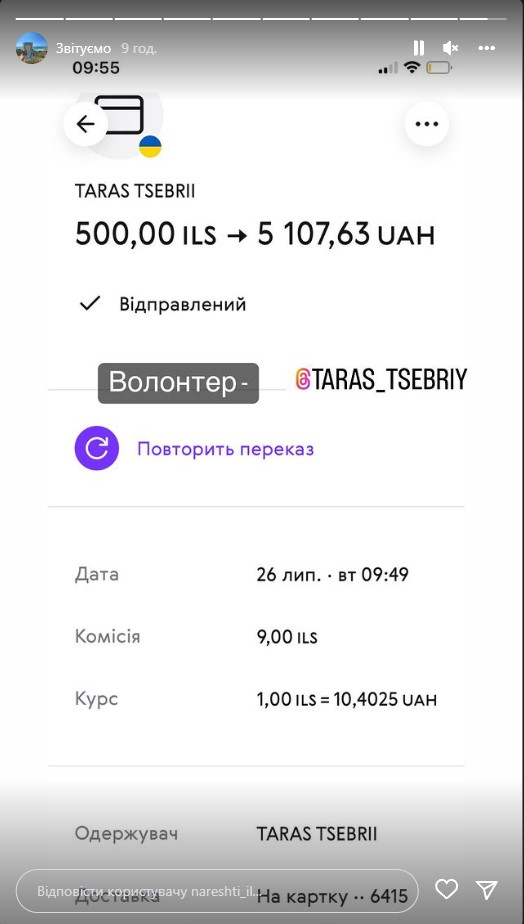 Звітуємо 9 год.
09:55
TARAS TSEBRII
500,00 ILS → 5 107,63 UAH
Відправлений
Волонтер - @TARAS_TSEBRIY
Повторить переказ
Дата 26 лип. · вт 09:49
Комісія 9,00 ILS
Курс 1,00 ILS = 10,4025 UAH
Одержувач TARAS TSEBRII
Доставка На картку ·· 6415
Відповісти користувачу nareshti_il...